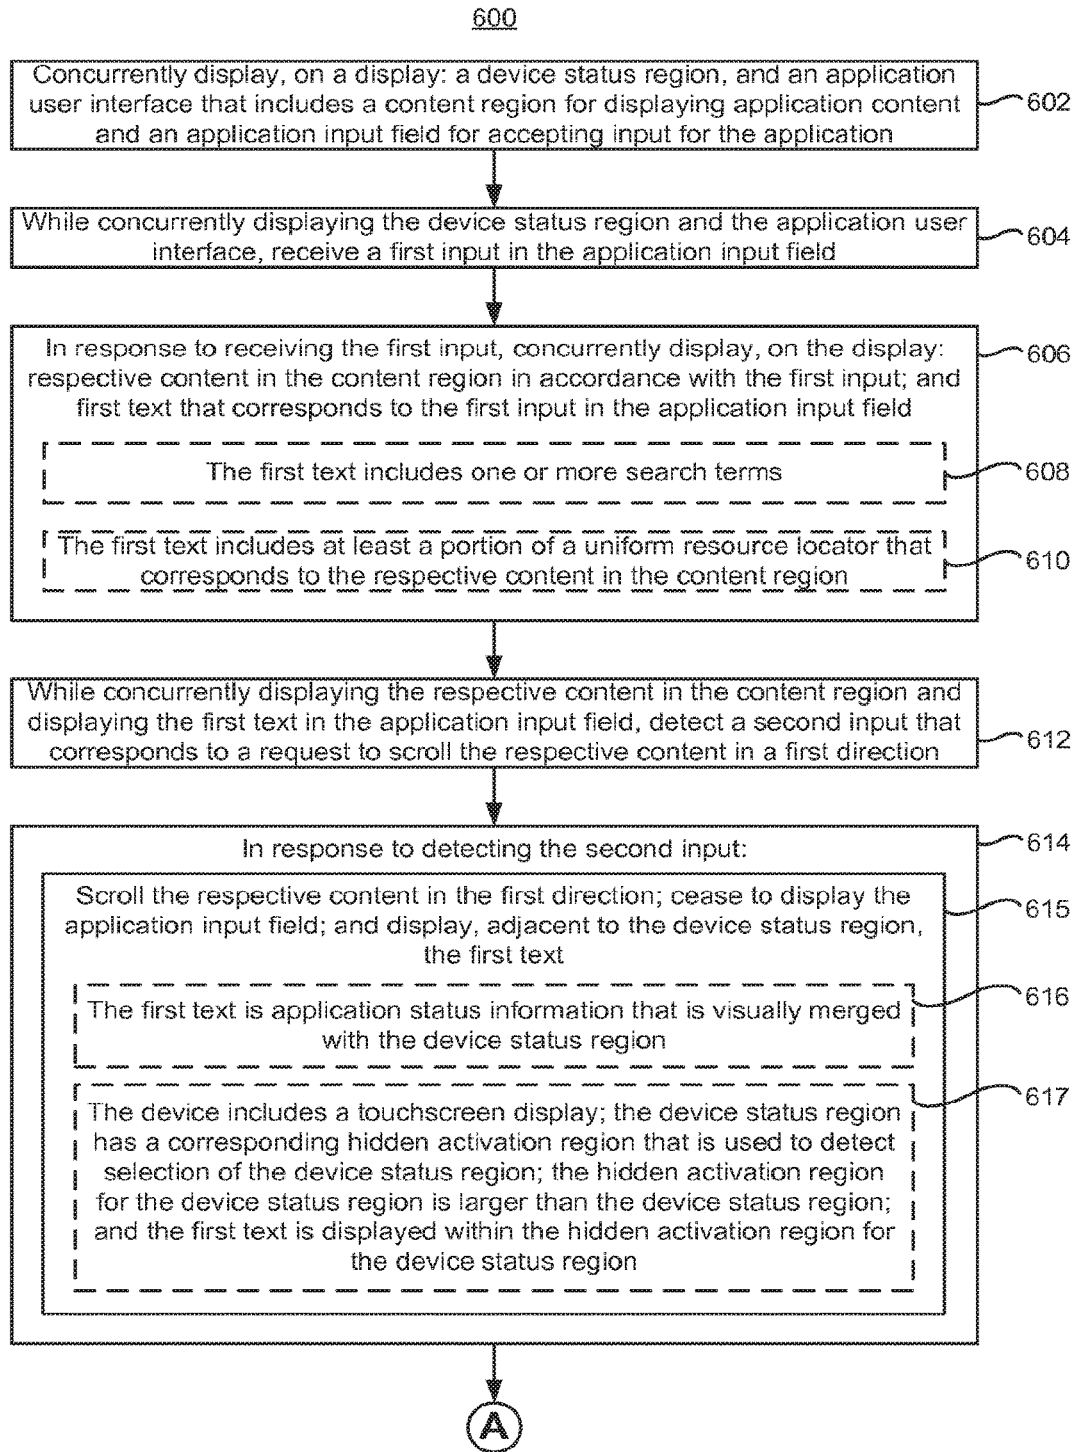 600
Concurrently display, on a display: a device status region, and an application
user interface that includes a content region for displaying application content
and an application input field for accepting input for the application
602
While concurrently displaying the device status region and the application user
interface, receive a first input in the application input field
604
In response to receiving the first input, concurrently display, on the display:
respective content in the content region in accordance with the first input; and
first text that corresponds to the first input in the application input field
606
The first text includes one or more search terms
608
The first text includes at least a portion of a uniform resource locator that
corresponds to the respective content in the content region
610
While concurrently displaying the respective content in the content region and
displaying the first text in the application input field, detect a second input that
corresponds to a request to scroll the respective content in a first direction
612
In response to detecting the second input:
614
Scroll the respective content in the first direction; cease to display the
application input field; and display, adjacent to the device status region,
the first text
615
The first text is application status information that is visually merged
with the device status region
616
The device includes a touchscreen display; the device status region
has a corresponding hidden activation region that is used to detect
selection of the device status region; the hidden activation region
for the device status region is larger than the device status region;
and the first text is displayed within the hidden activation region for
the device status region
617
A